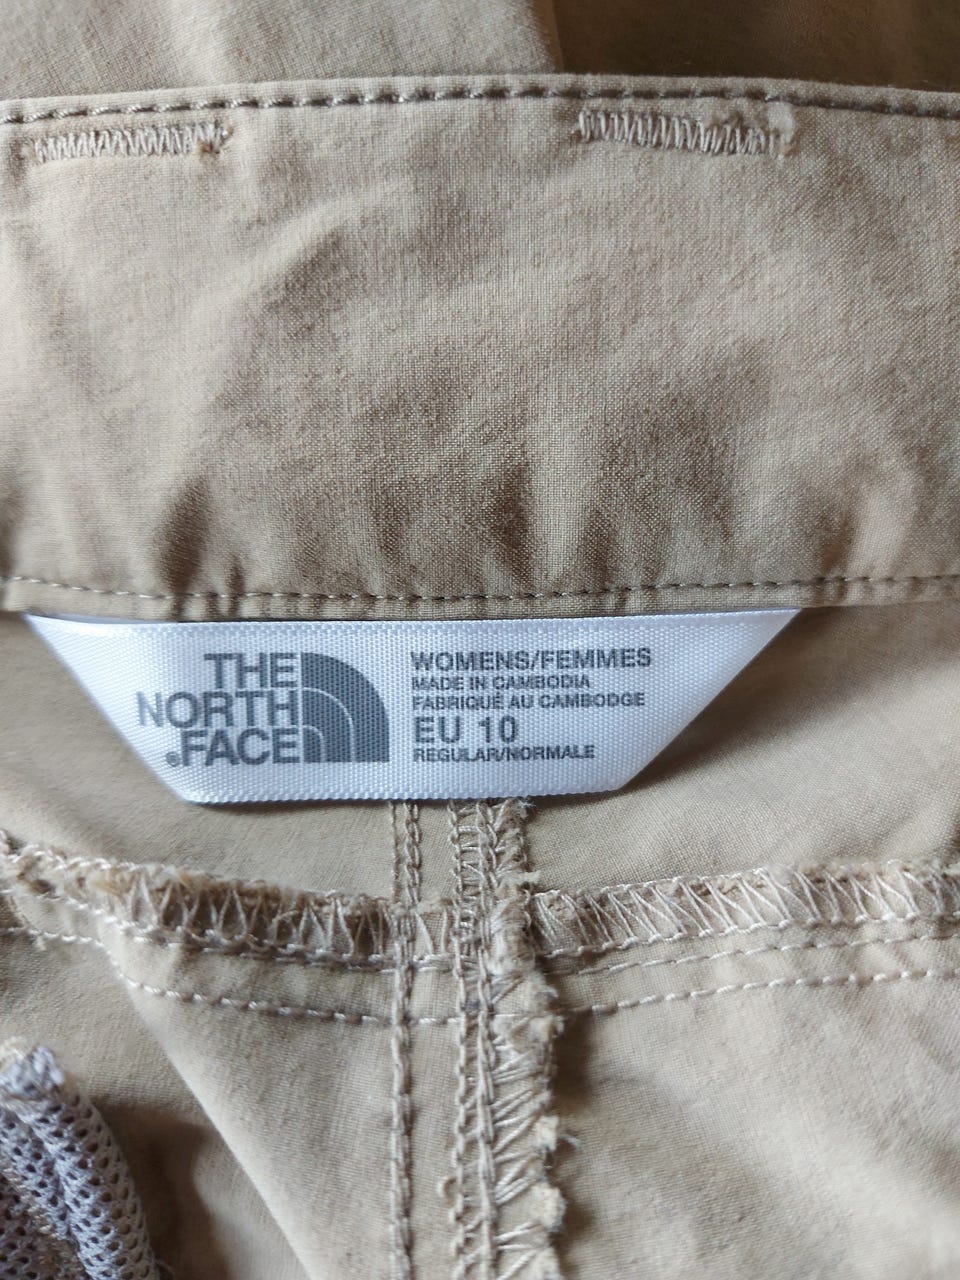 THE
NORTH
FACE
WOMENS/FEMMES
MADE IN CAMBODIA
FABRIQUÉ AU CAMBODGE
EU 10
REGULAR/NORMALE